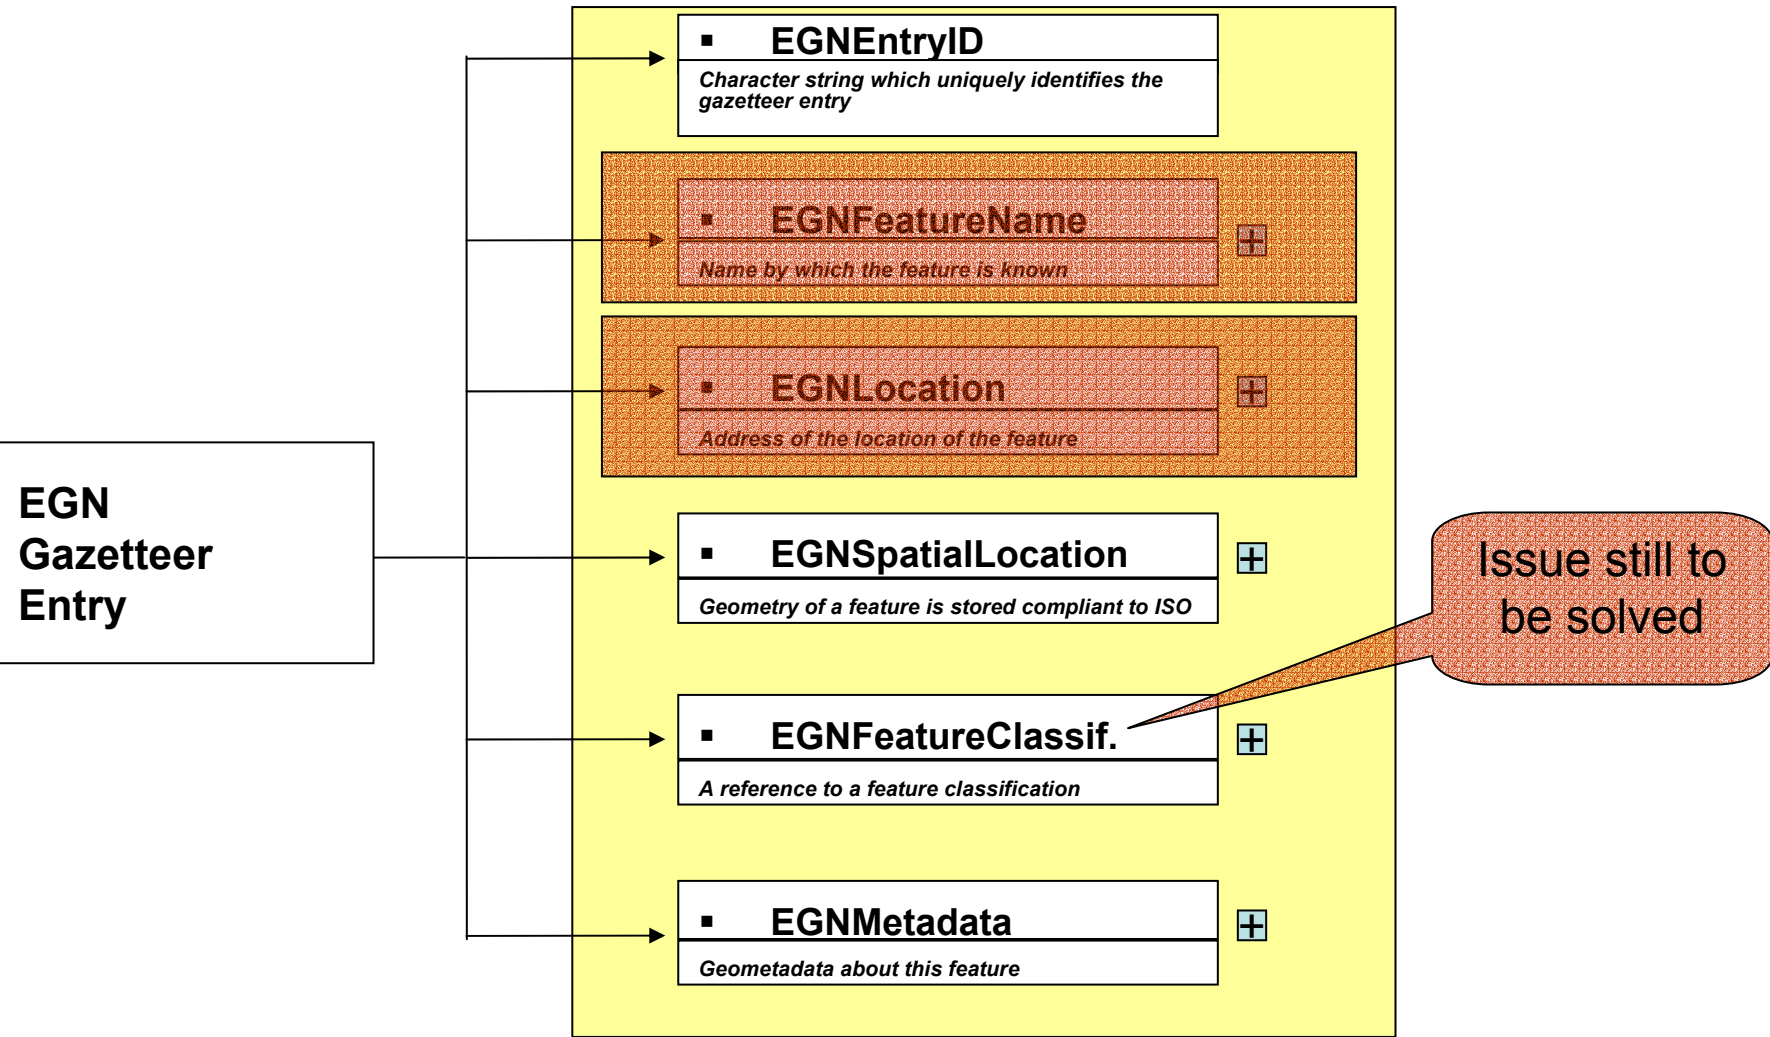 EGN
Gazetteer
Entry
▪ EGNEntryID
Character string which uniquely identifies the
gazetteer entry
▪ EGNFeatureName
+
Name by which the feature is known
▪ EGNLocation
+
Address of the location of the feature
▪ EGNSpatialLocation
+
Geometry of a feature is stored compliant to ISO
▪ EGNFeatureClassif.
+
A reference to a feature classification
▪ EGNMetadata
+
Geometadata about this feature
Issue still to
be solved